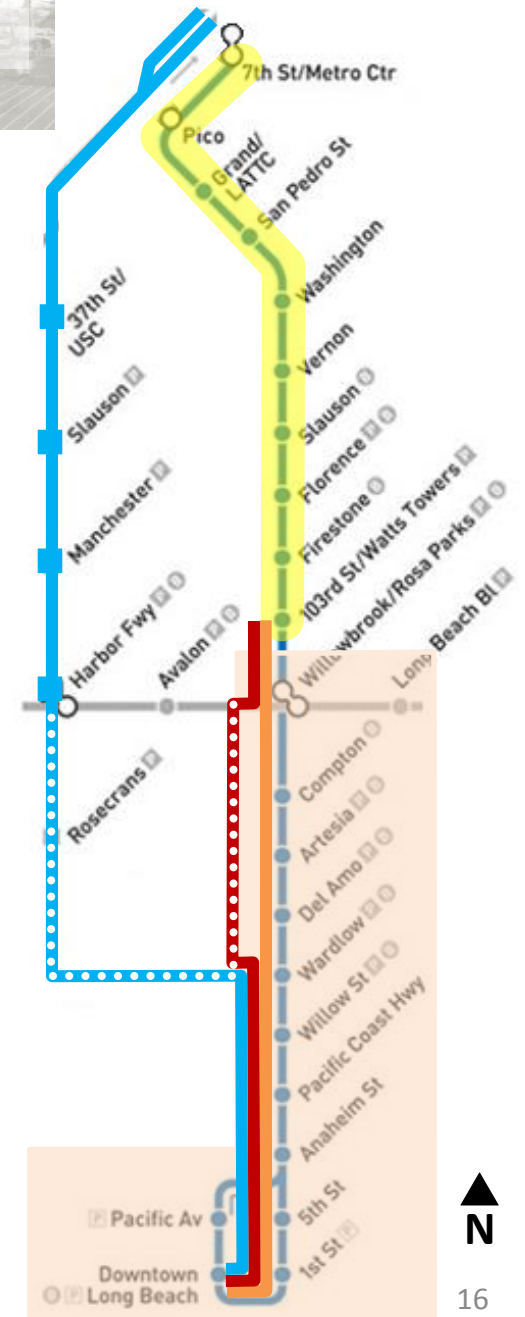 7th St/Metro Ctr
Pico
Grand/
LATTC
San Pedro St
Washington
37th St/
USC
Vernon
Slauson P
Slauson
Florence P
Manchester P
Firestone
103rd St/Watts Towers P
Harbor Fwy P
Avalon P
Willowbrook/Rosa Parks P
Long Beach Bl P
Rosecrans P
Compton
Artesia P
Del Amo P
Wardlow P
Willow St P
Pacific Coast Hwy
Anaheim St
P Pacific Av
5th St
Downtown
P Long Beach
1st St P
N
16